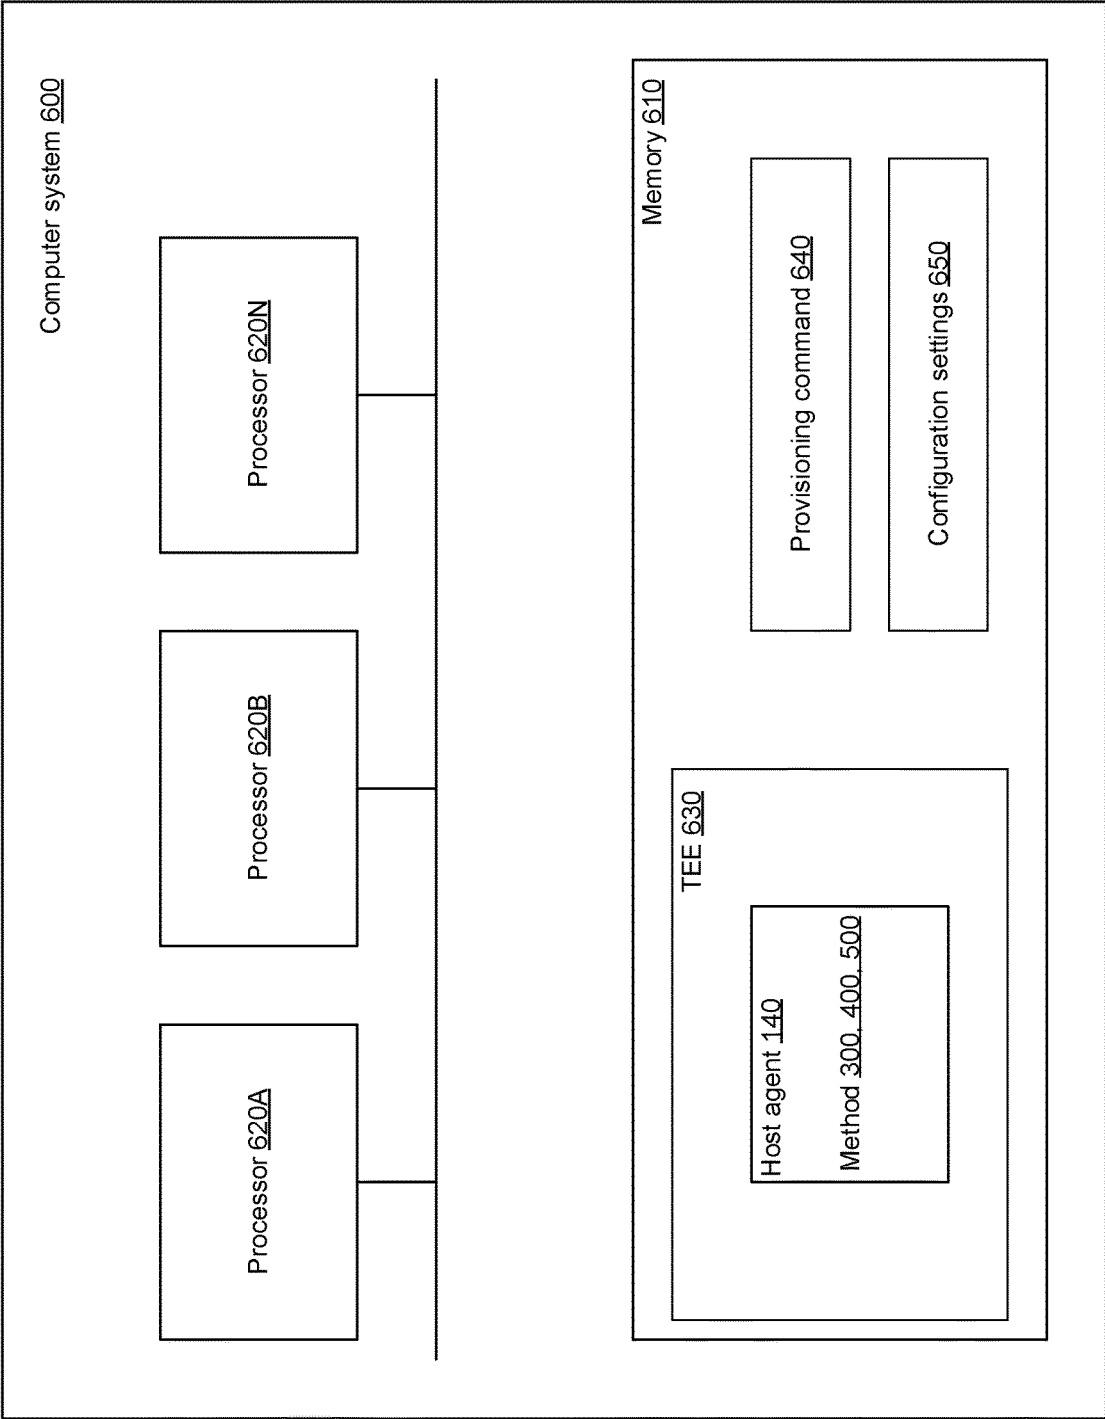 Computer system 600
Processor 620A
Processor 620B
Processor 620N
Memory 610
TEE 630
Host agent 140
Method 300, 400, 500
Provisioning command 640
Configuration settings 650